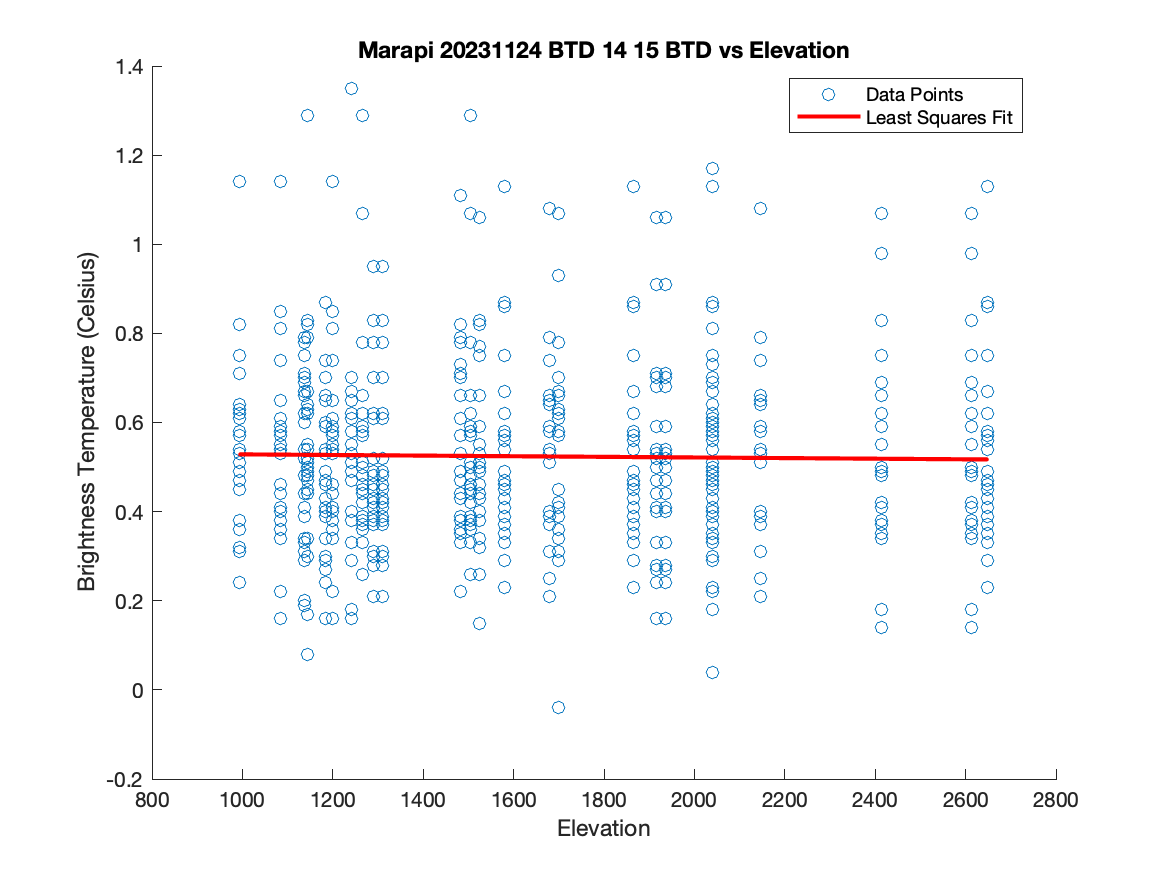 Marapi 20231124 BTD 14 15 BTD vs Elevation
Data Points
Least Squares Fit
Brightness Temperature (Celsius)
1.4
1.2
1
0.8
0.6
0.4
0.2
0
-0.2
800 1000 1200 1400 1600 1800 2000 2200 2400 2600 2800
Elevation